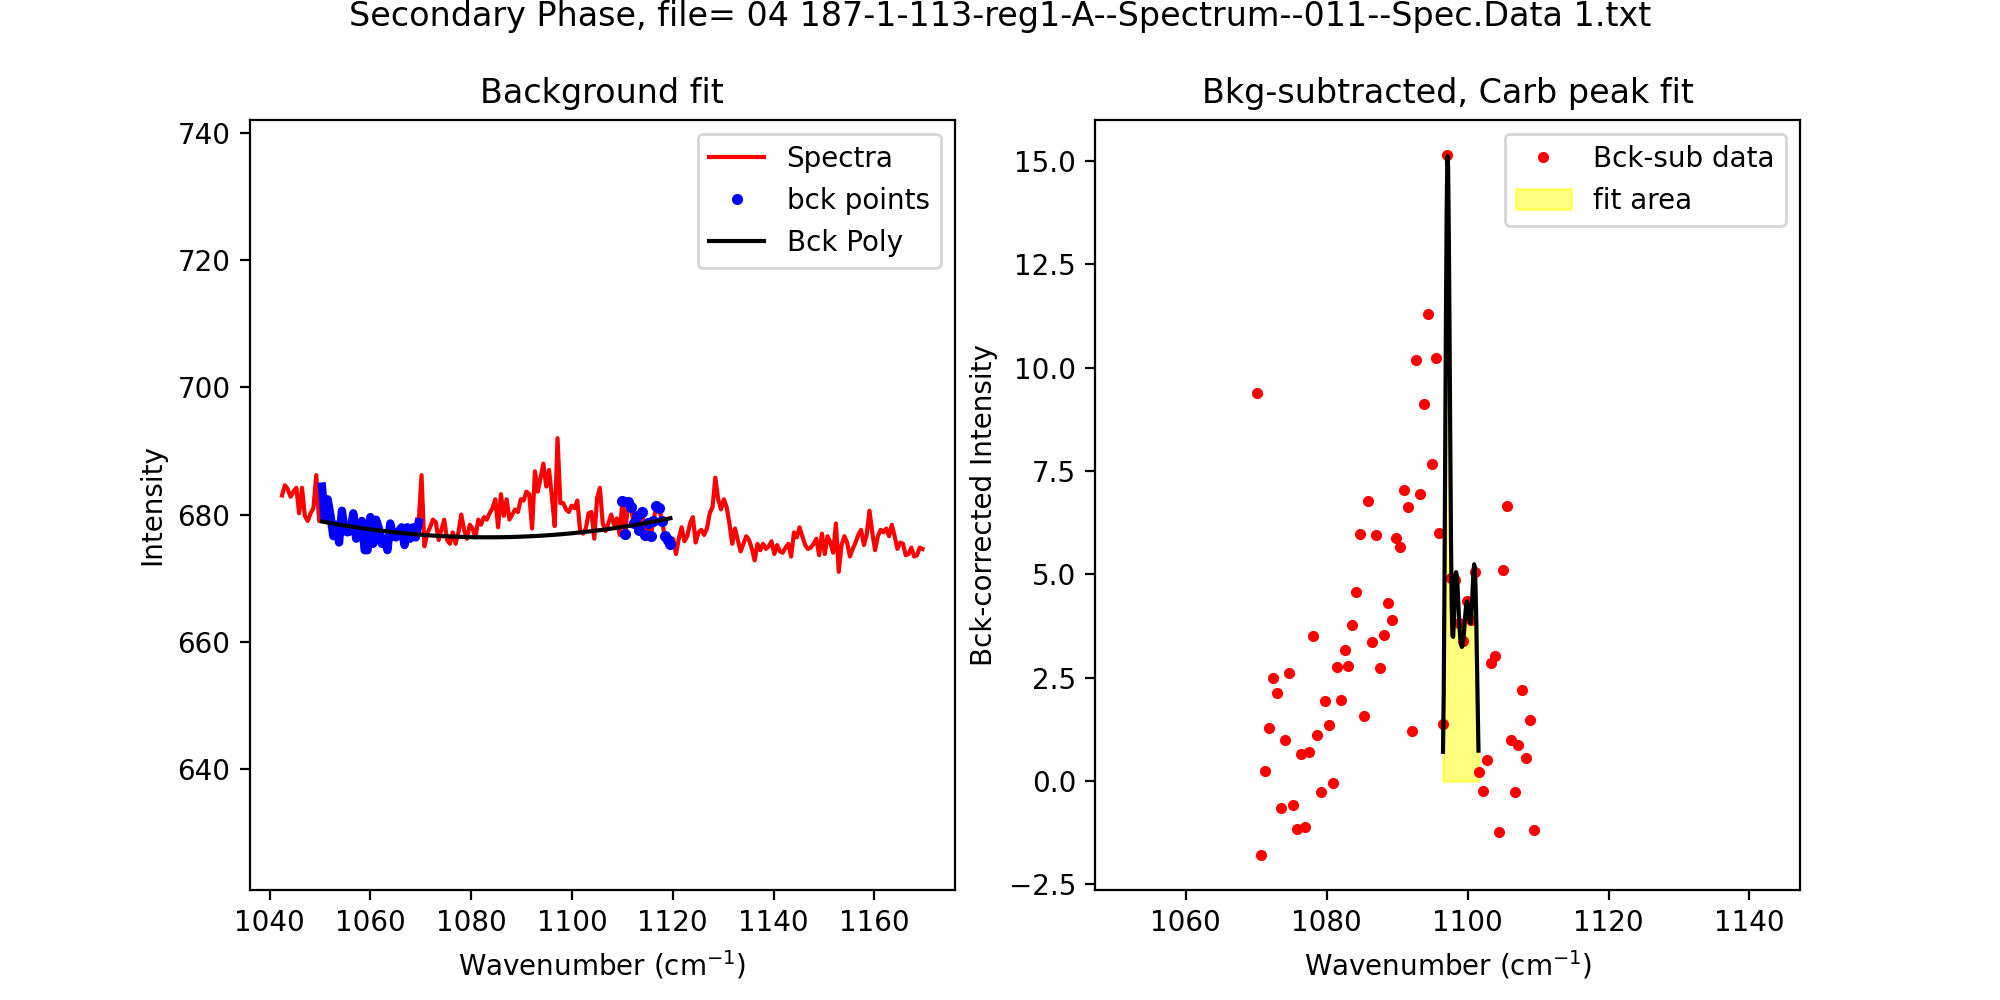 Secondary Phase, file= 04 187-1-113-reg1-A--Spectrum--011--Spec.Data 1.txt
Background fit
Spectra
bck points
Bck Poly
740
720
700
680
660
640
Intensity
1040 1060 1080 1100 1120 1140 1160
Wavenumber (cm⁻¹)
Bkg-subtracted, Carb peak fit
Bck-sub data
fit area
15.0
12.5
10.0
7.5
5.0
2.5
0.0
−2.5
Bck-corrected Intensity
1060 1080 1100 1120 1140
Wavenumber (cm⁻¹)